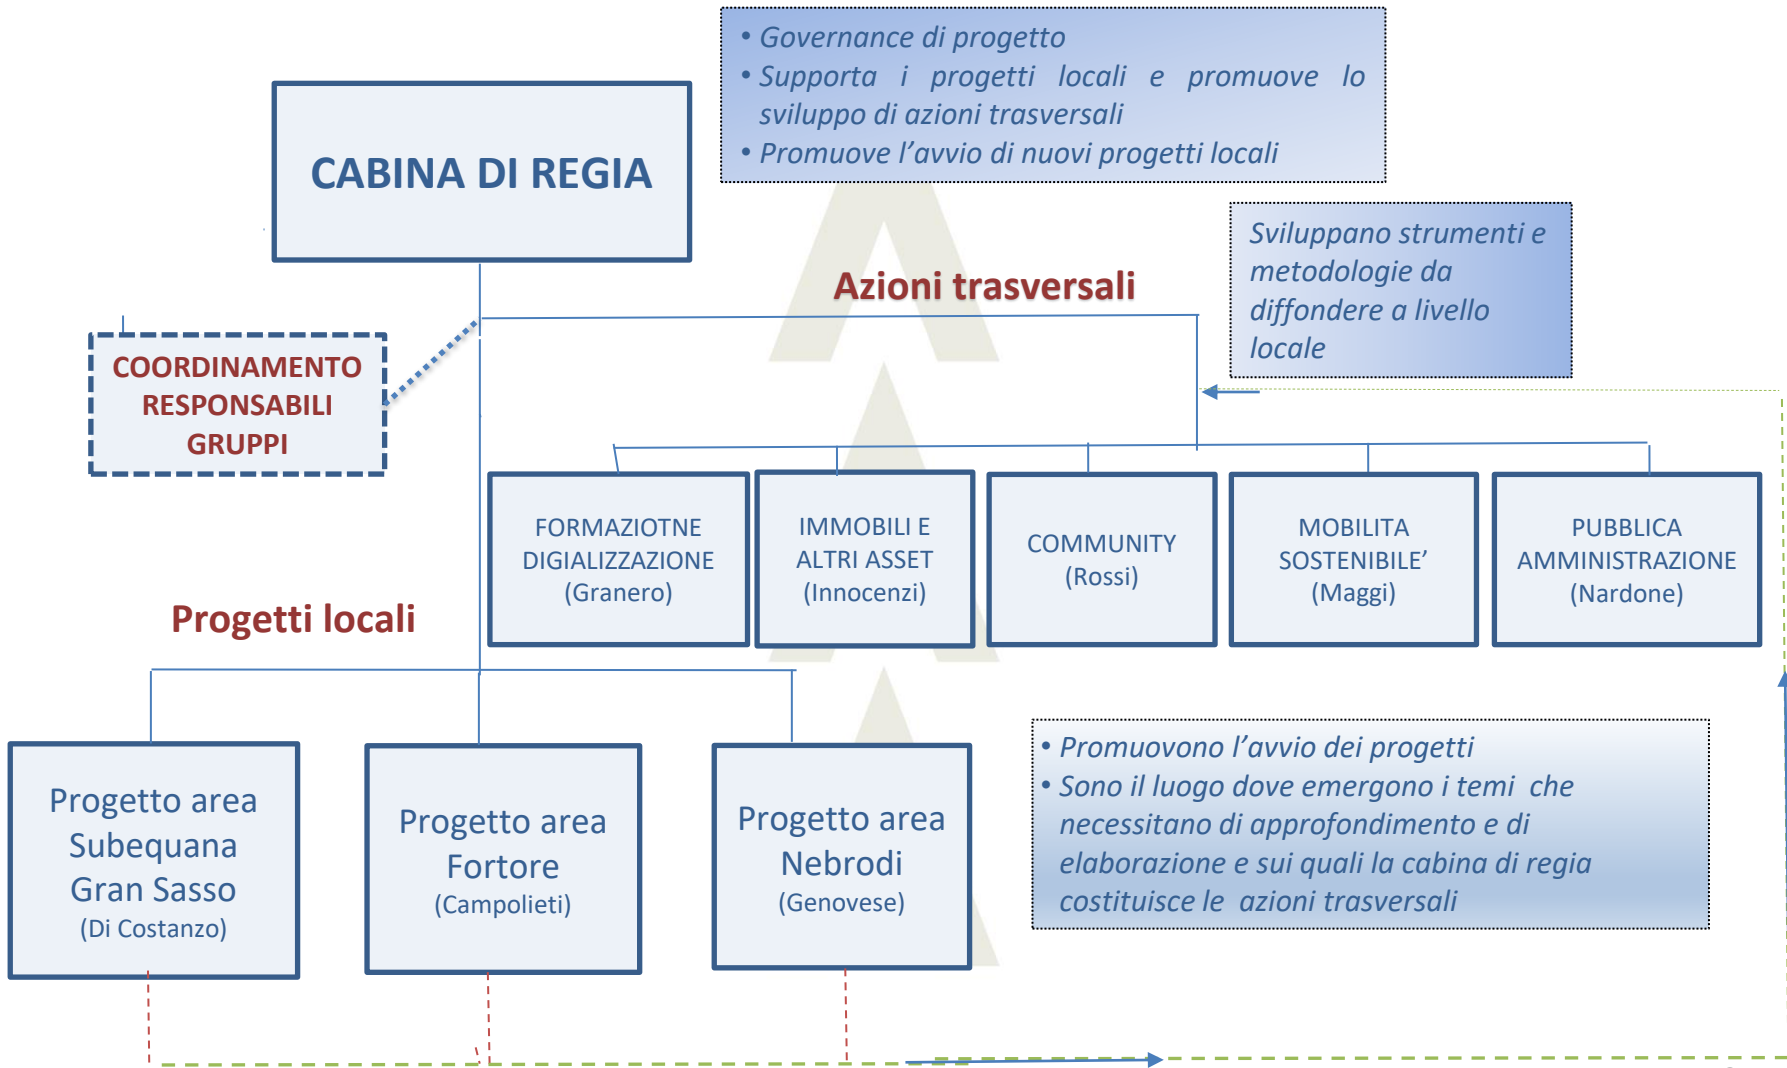 • Governance di progetto
• Supporta i progetti locali e promuove lo
sviluppo di azioni trasversali
• Promuove l’avvio di nuovi progetti locali
CABINA DI REGIA
Sviluppano strumenti e
metodologie da
diffondere a livello
locale
Azioni trasversali
COORDINAMENTO
RESPONSABILI
GRUPPI
FORMAZIOTNE
DIGIALIZZAZIONE
(Granero)
IMMOBILI E
ALTRI ASSET
(Innocenzi)
COMMUNITY
(Rossi)
MOBILITA
SOSTENIBILE’
(Maggi)
PUBBLICA
AMMINISTRAZIONE
(Nardone)
Progetti locali
Progetto area
Subequana
Gran Sasso
(Di Costanzo)
Progetto area
Fortore
(Campolieti)
Progetto area
Nebrodi
(Genovese)
• Promuovono l’avvio dei progetti
• Sono il luogo dove emergono i temi che
necessitano di approfondimento e di
elaborazione e sui quali la cabina di regia
costituisce le azioni trasversali